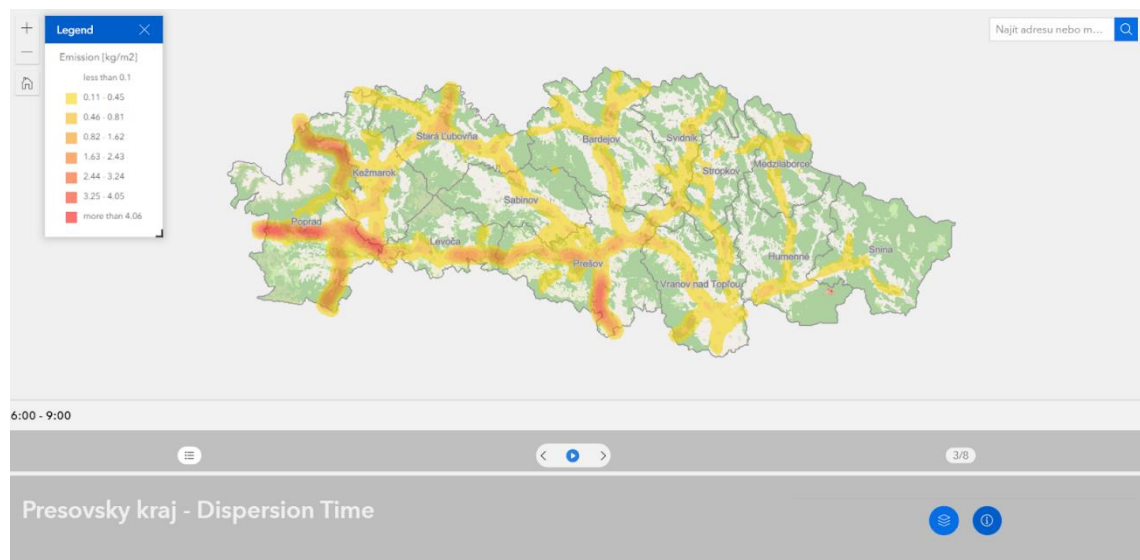 Legend
Emission [kg/m2]
less than 0.1
0.11 - 0.45
0.46 - 0.81
0.82 - 1.62
1.63 - 2.43
2.44 - 3.24
3.25 - 4.05
more than 4.06
Najít adresu nebo m...
Stará Ľubovňa
Bardejov
Svidník
Medzilaborce
Stropkov
Kežmarok
Sabinov
Poprad
Levoča
Prešov
Humenné
Snina
Vranov nad Topľou
6:00 - 9:00
3/8
Presovsky kraj - Dispersion Time